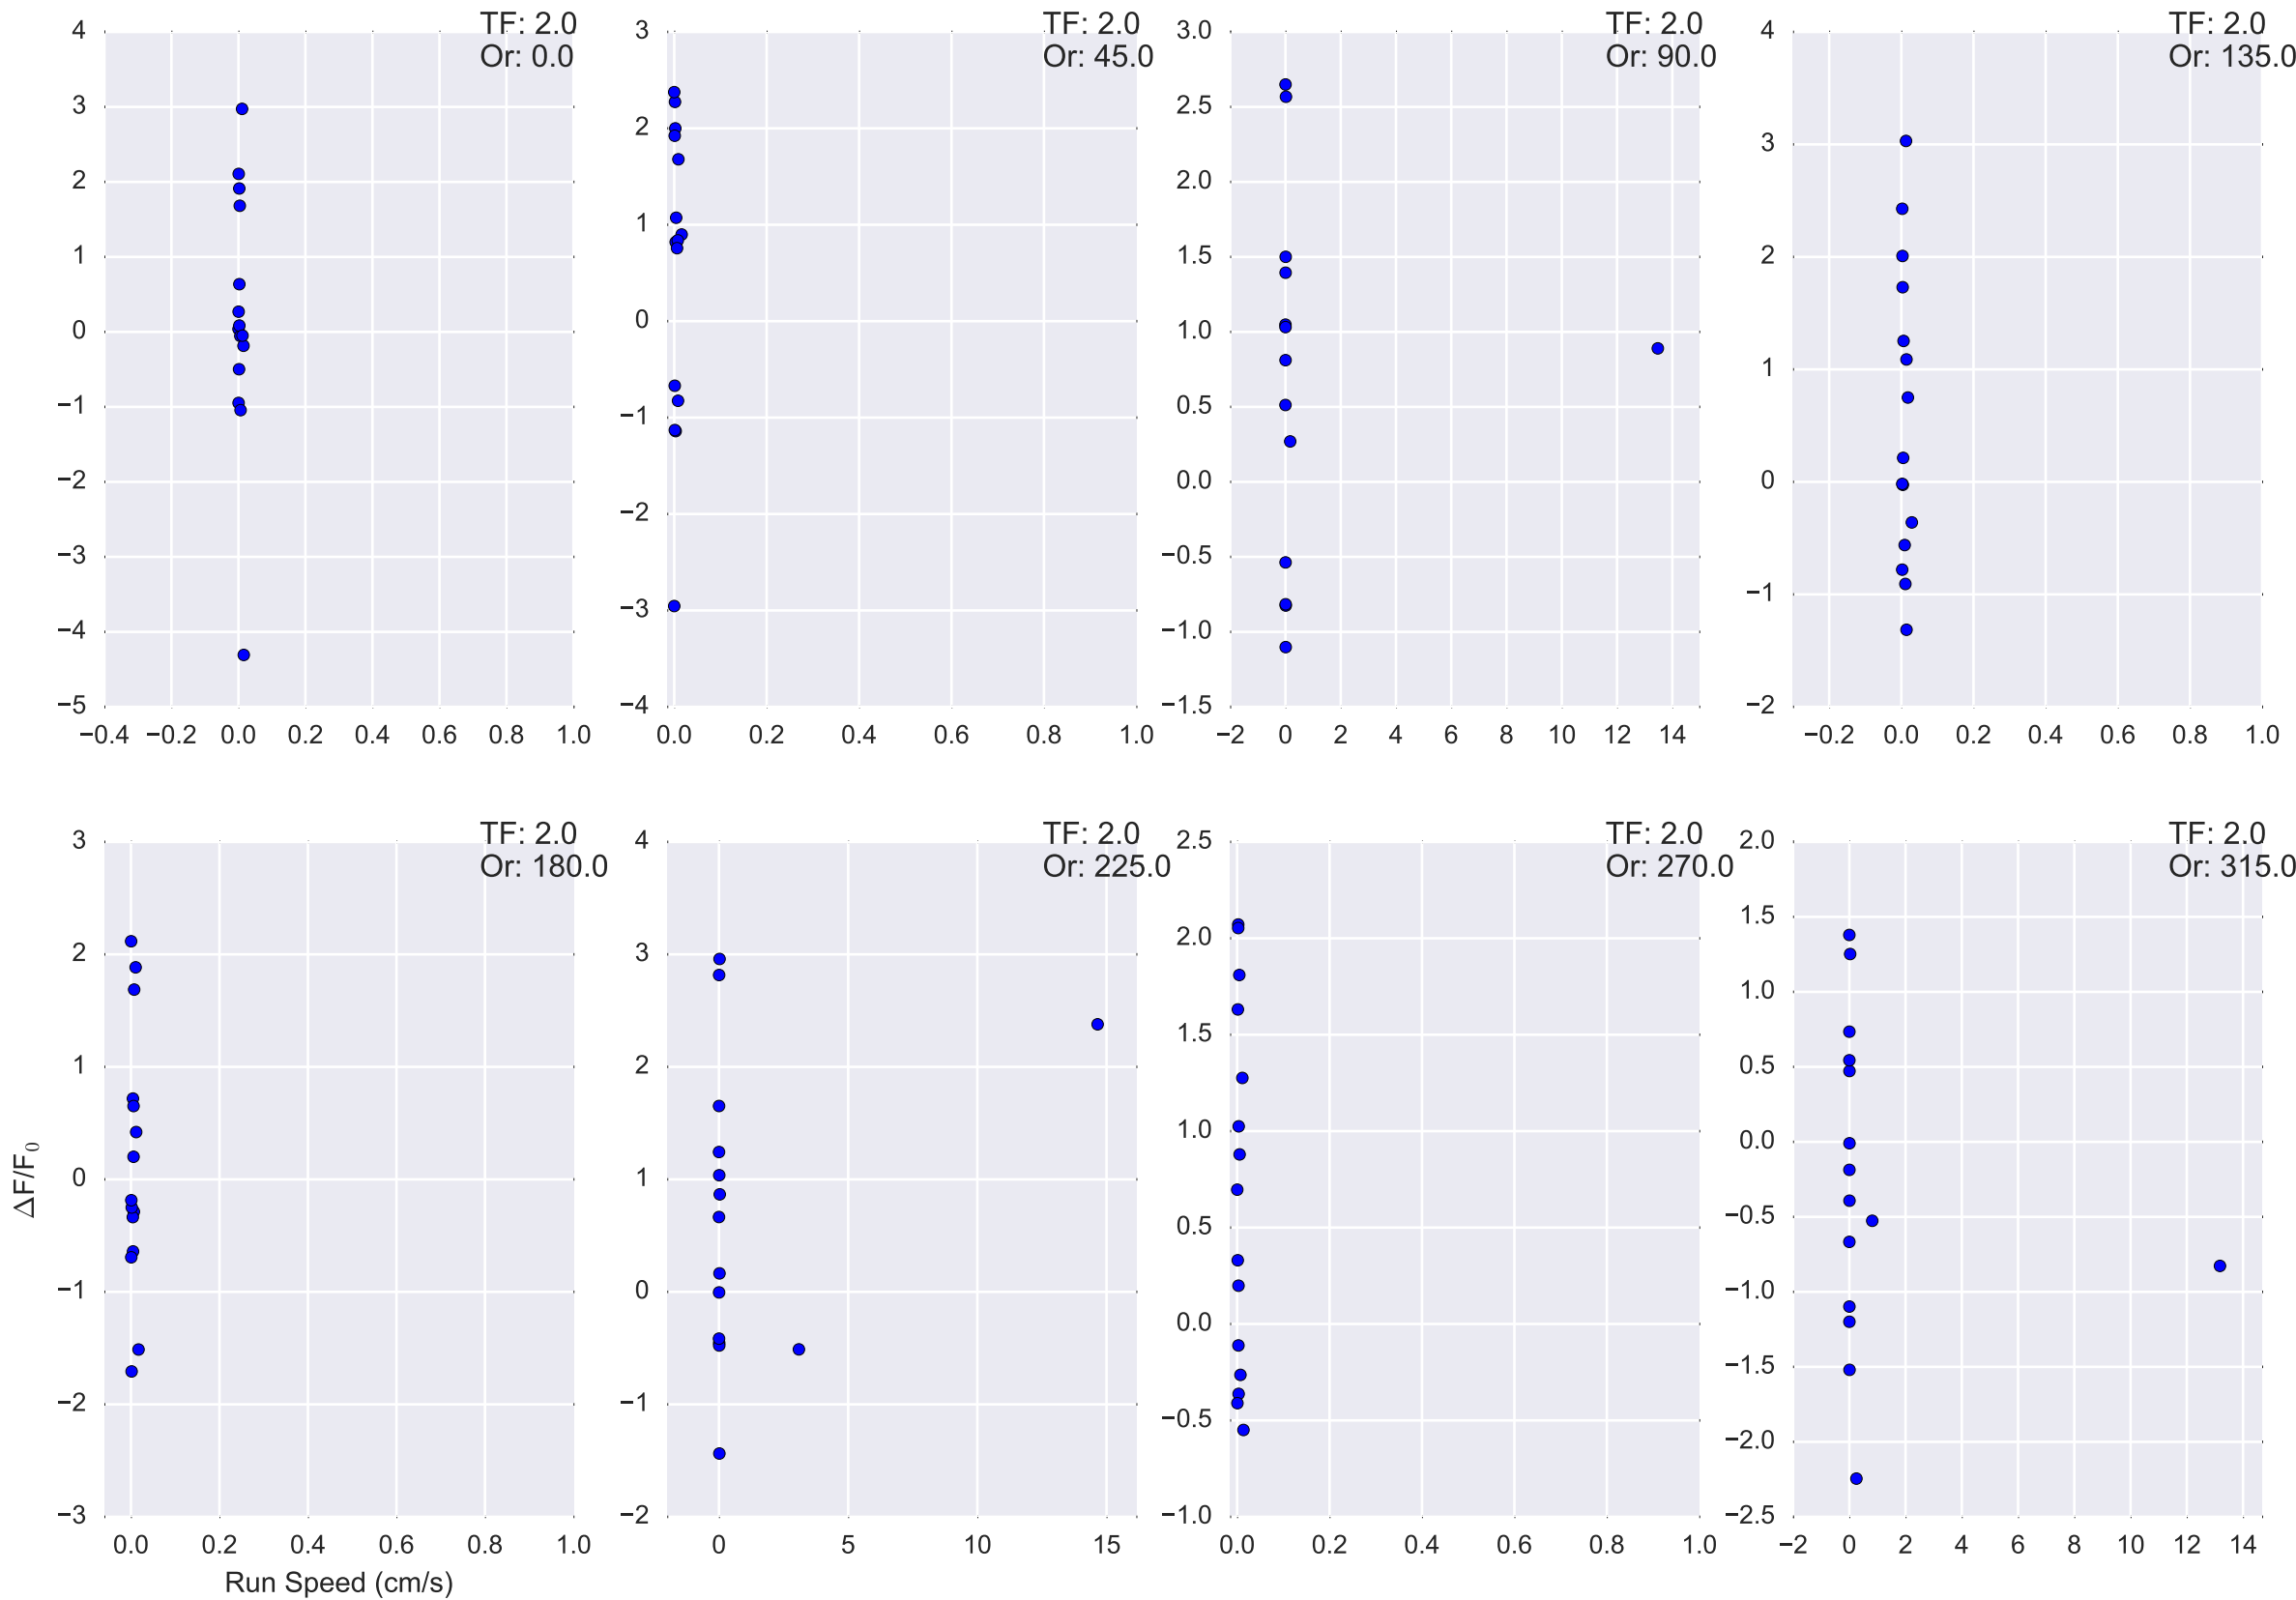 TF: 2.0
Or: 0.0
4
3
2
1
0
−1
−2
−3
−4
−5
−0.4 −0.2 0.0 0.2 0.4 0.6 0.8 1.0
TF: 2.0
Or: 45.0
3
2
1
0
−1
−2
−3
−4
0.0 0.2 0.4 0.6 0.8 1.0
TF: 2.0
Or: 90.0
3.0
2.5
2.0
1.5
1.0
0.5
0.0
−0.5
−1.0
−1.5
−2 0 2 4 6 8 10 12 14
TF: 2.0
Or: 135.0
4
3
2
1
0
−1
−2
−0.2 0.0 0.2 0.4 0.6 0.8 1.0
TF: 2.0
Or: 180.0
3
2
1
0
−1
−2
−3
0.0 0.2 0.4 0.6 0.8 1.0
Run Speed (cm/s)
ΔF/F₀
TF: 2.0
Or: 225.0
4
3
2
1
0
−1
−2
0 5 10 15
TF: 2.0
Or: 270.0
2.5
2.0
1.5
1.0
0.5
0.0
−0.5
−1.0
0.0 0.2 0.4 0.6 0.8 1.0
TF: 2.0
Or: 315.0
2.0
1.5
1.0
0.5
0.0
−0.5
−1.0
−1.5
−2.0
−2.5
−2 0 2 4 6 8 10 12 14